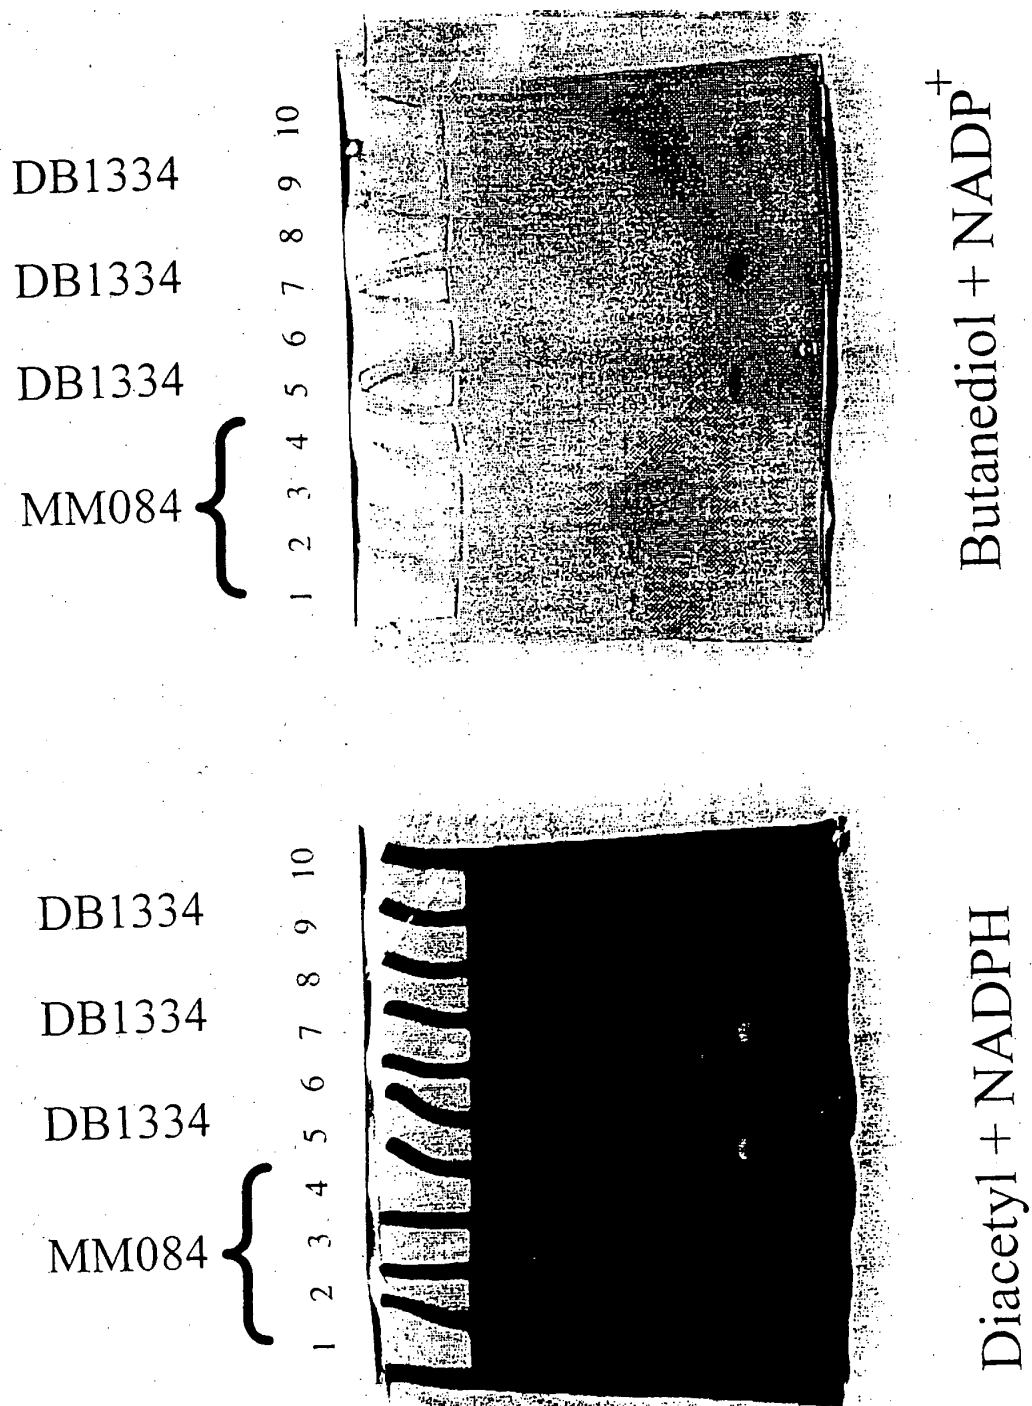 DB1334
DB1334
DB1334
MM084
1 2 3 4 5 6 7 8 9 10
Diacetyl + NADPH
DB1334
DB1334
DB1334
MM084
1 2 3 4 5 6 7 8 9 10
Butanediol + NADP⁺